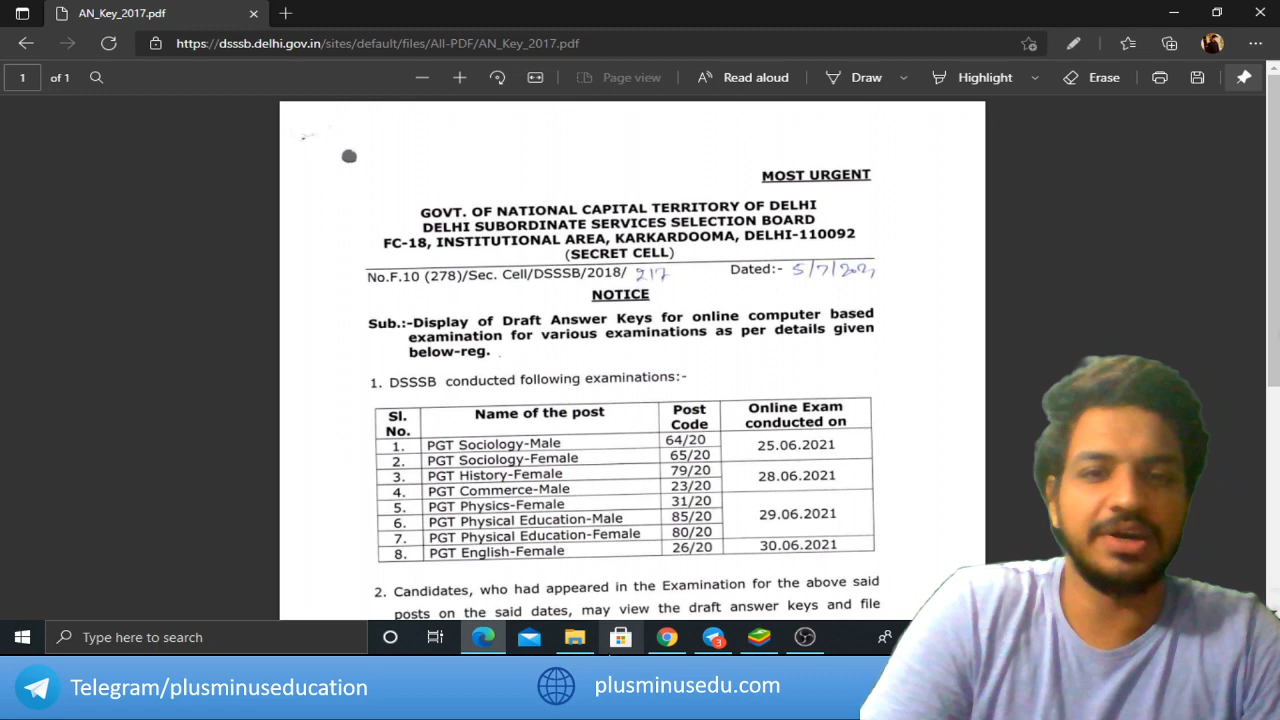 AN_Key_2017.pdf
https://dsssb.delhi.gov.in/sites/default/files/All-PDF/AN_Key_2017.pdf
1 of 1
Page view
Read aloud
Draw
Highlight
Erase
MOST URGENT
GOVT. OF NATIONAL CAPITAL TERRITORY OF DELHI
DELHI SUBORDINATE SERVICES SELECTION BOARD
FC-18, INSTITUTIONAL AREA, KARKARDOOMA, DELHI-110092
(SECRET CELL)
No.F.10 (278)/Sec. Cell/DSSSB/2018/ 217 Dated:- 5/7/2021
NOTICE
Sub.:-Display of Draft Answer Keys for online computer based
examination for various examinations as per details given
below-reg.
1. DSSSB conducted following examinations:-
Sl. No. Name of the post Post Code Online Exam conducted on
1. PGT Sociology-Male 64/20 25.06.2021
2. PGT Sociology-Female 65/20
3. PGT History-Female 79/20 28.06.2021
4. PGT Commerce-Male 23/20
5. PGT Physics-Female 31/20 29.06.2021
6. PGT Physical Education-Male 85/20
7. PGT Physical Education-Female 80/20
8. PGT English-Female 26/20 30.06.2021
2. Candidates, who had appeared in the Examination for the above said
posts on the said dates, may view the draft answer keys and file
Type here to search
3
Telegram/plusminuseducation
plusminusedu.com